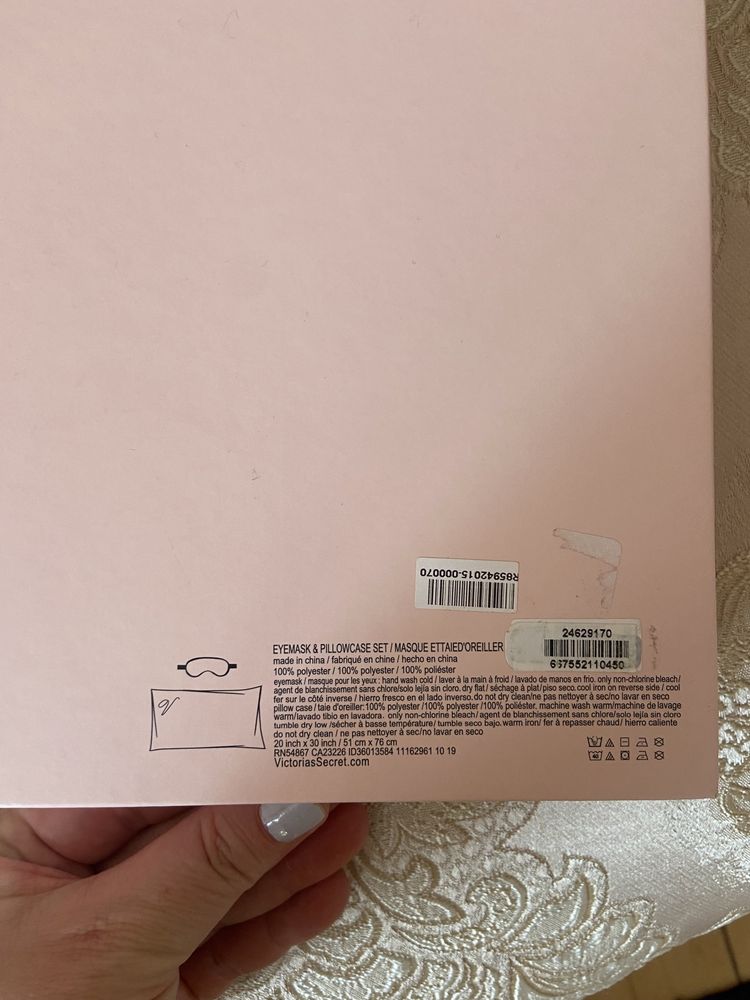 R85942015-000070
24629170
667552110450
EYEMASK & PILLOWCASE SET / MASQUE ETTAIED'OREILLER
made in china / fabriqué en chine / hecho en china
100% polyester / 100% polyester / 100% poliéster
eyemask / masque pour les yeux : hand wash cold / laver à la main à froid / lavado de manos en frio. only non-chlorine bleach/
agent de blanchissement sans chlore/solo lejía sin cloro. dry flat / séchage à plat/piso seco. cool iron on reverse side / cool
fer sur le côté inverse / hierro fresco en el lado inverso.do not dry clean/ne pas nettoyer à sec/no lavar en seco
pillow case / taie d'oreiller:100% polyester /100% polyester /100% poliéster. machine wash warm/machine de lavage
warm/lavado tibio en lavadora. only non-chlorine bleach/agent de blanchissement sans chlore/solo lejía sin cloro
tumble dry low /sécher à basse température/ tumble seco bajo.warm iron/ fer à repasser chaud/ hierro caliente
do not dry clean / ne pas nettoyer à sec/no lavar en seco
20 inch x 30 inch / 51 cm x 76 cm
RN54867 CA23226 ID36013584 11162961 10 19
VictoriasSecret.com